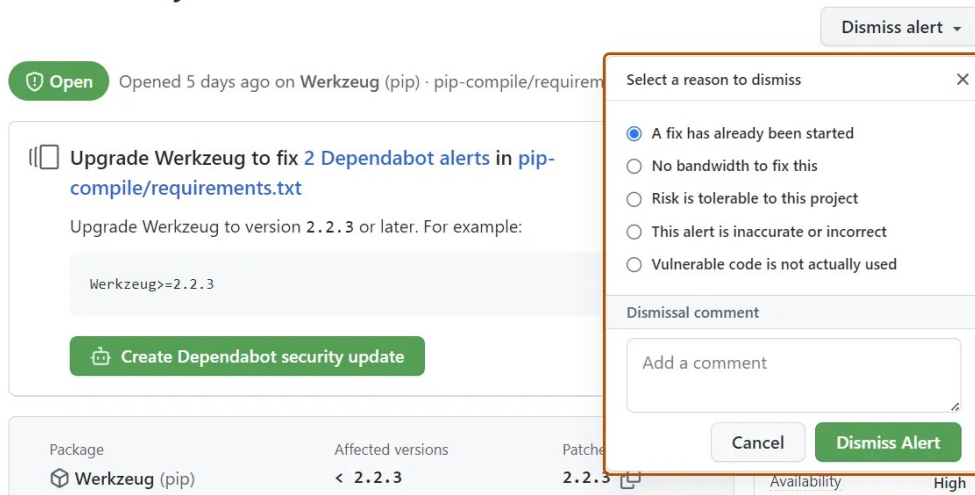 Dismiss alert
Open Opened 5 days ago on Werkzeug (pip) · pip-compile/requirem
Upgrade Werkzeug to fix 2 Dependabot alerts in pip-
compile/requirements.txt
Upgrade Werkzeug to version 2.2.3 or later. For example:
Werkzeug>=2.2.3
Create Dependabot security update
Package
Werkzeug (pip)
Affected versions
< 2.2.3
Patche
2.2.3
Select a reason to dismiss
A fix has already been started
No bandwidth to fix this
Risk is tolerable to this project
This alert is inaccurate or incorrect
Vulnerable code is not actually used
Dismissal comment
Add a comment
Cancel Dismiss Alert
Availability High